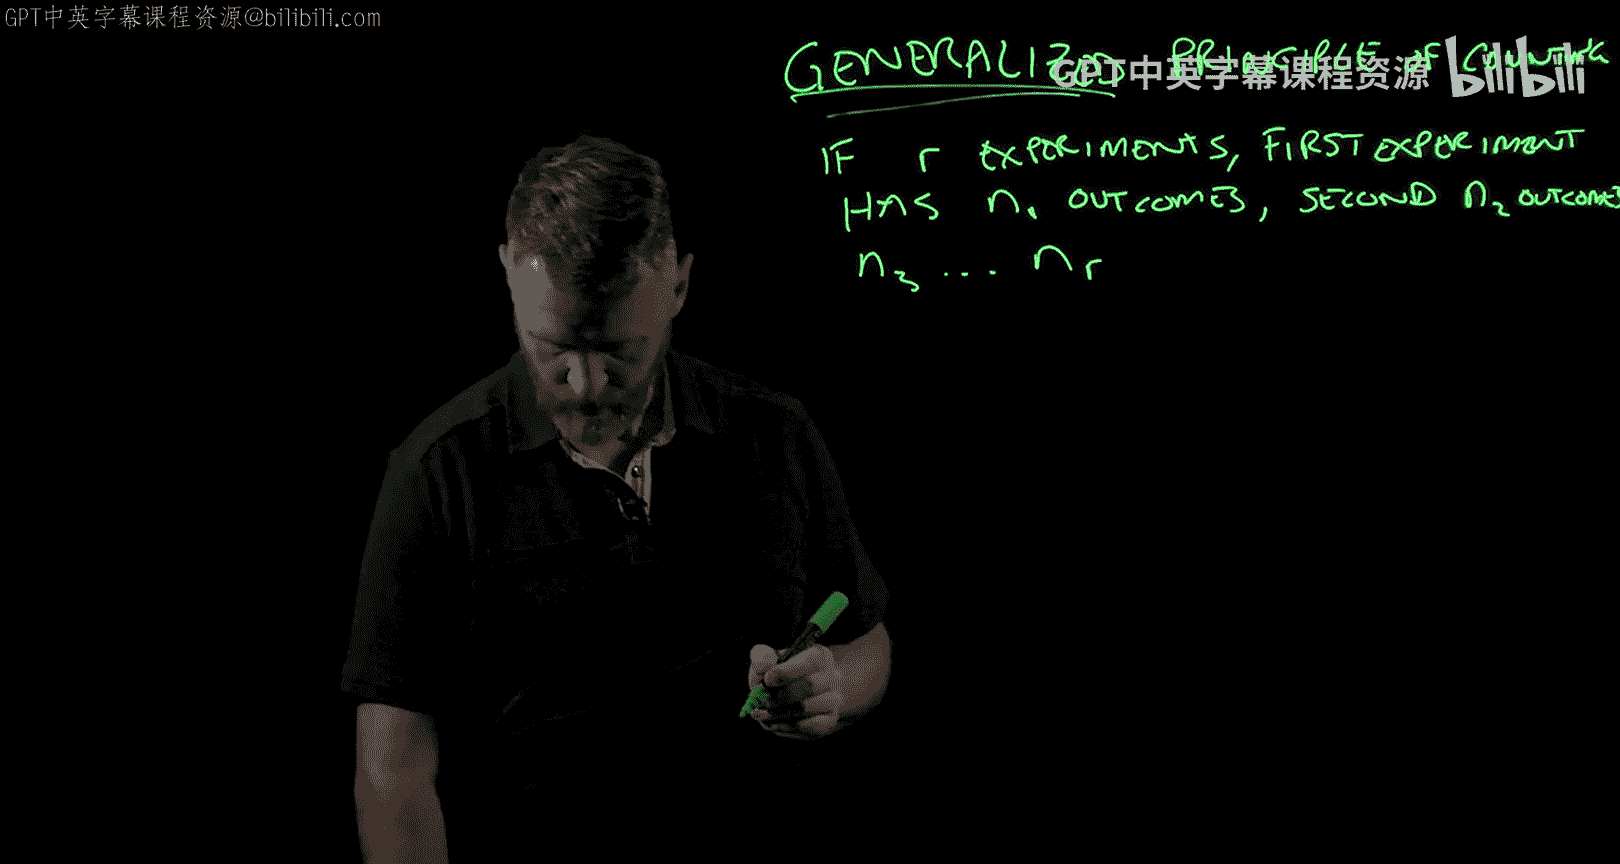 GPT中英字幕课程资源@bilibili.com
GENERALIZED PRINCIPLE OF COUNTING
GPT中英字幕课程资源 bilibili
IF r EXPERIMENTS, FIRST EXPERIMENT
HAS n₁ OUTCOMES, SECOND n₂ OUTCOMES
n₃ ... nᵣ